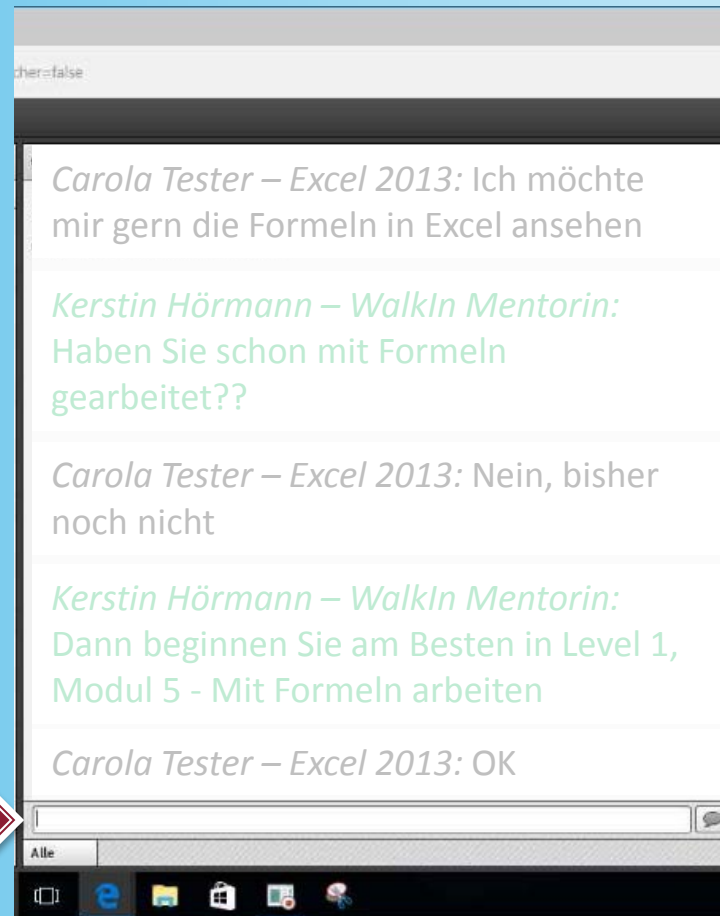 cher=false
Carola Tester – Excel 2013: Ich möchte
mir gern die Formeln in Excel ansehen
Kerstin Hörmann – WalkIn Mentorin:
Haben Sie schon mit Formeln
gearbeitet??
Carola Tester – Excel 2013: Nein, bisher
noch nicht
Kerstin Hörmann – WalkIn Mentorin:
Dann beginnen Sie am Besten in Level 1,
Modul 5 - Mit Formeln arbeiten
Carola Tester – Excel 2013: OK
Alle